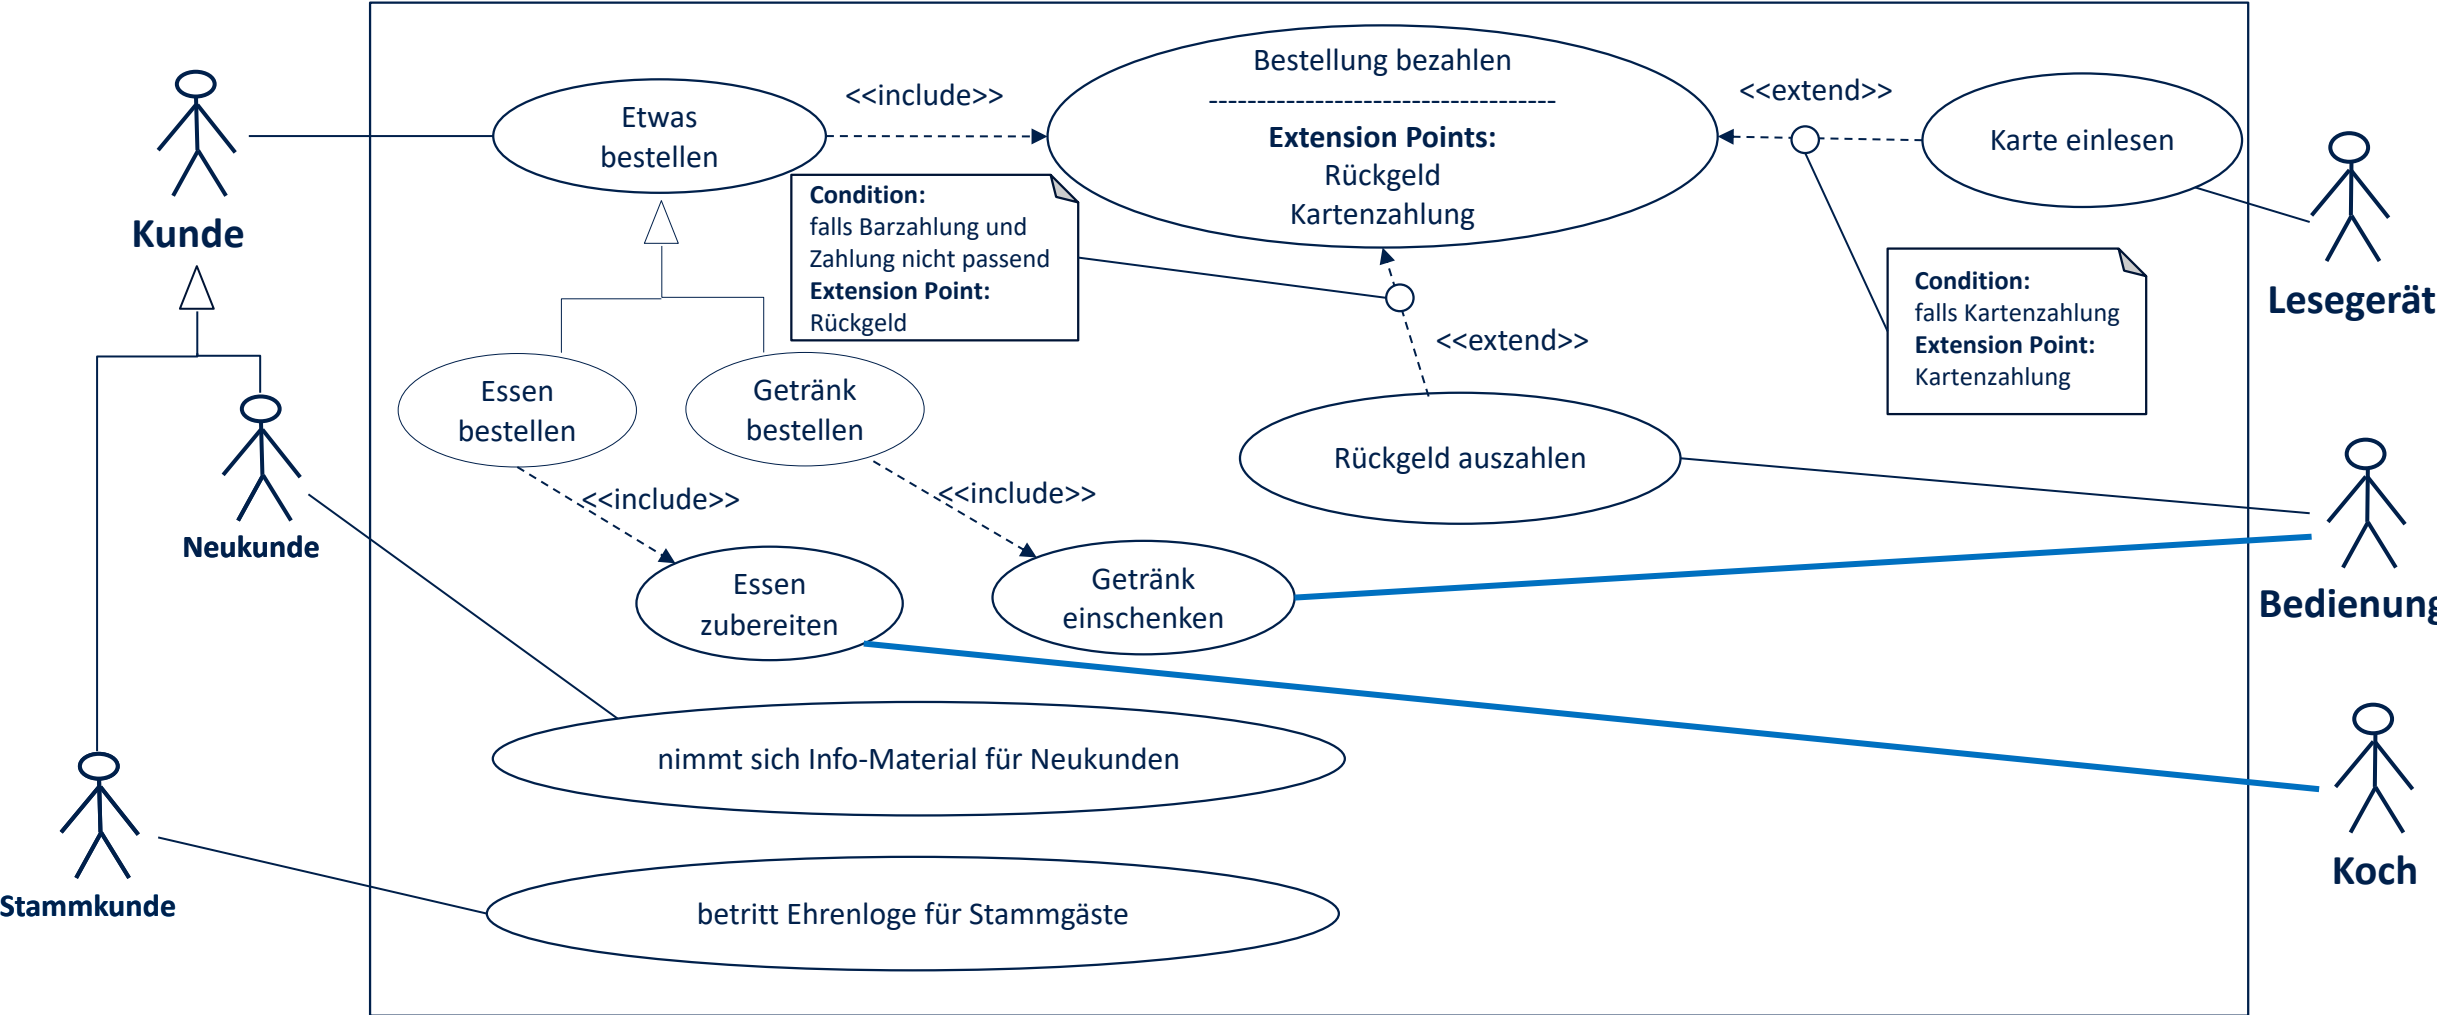 Bestellung bezahlen
------------------------------------
Extension Points:
Rückgeld
Kartenzahlung
<<include>>
<<extend>>
Etwas
bestellen
Karte einlesen
Kunde
Condition:
falls Barzahlung und
Zahlung nicht passend
Extension Point:
Rückgeld
Condition:
falls Kartenzahlung
Extension Point:
Kartenzahlung
Lesegerät
<<extend>>
Essen
bestellen
Getränk
bestellen
Rückgeld auszahlen
<<include>>
<<include>>
Neukunde
Essen
zubereiten
Getränk
einschenken
Bedienung
nimmt sich Info-Material für Neukunden
Koch
Stammkunde
betritt Ehrenloge für Stammgäste